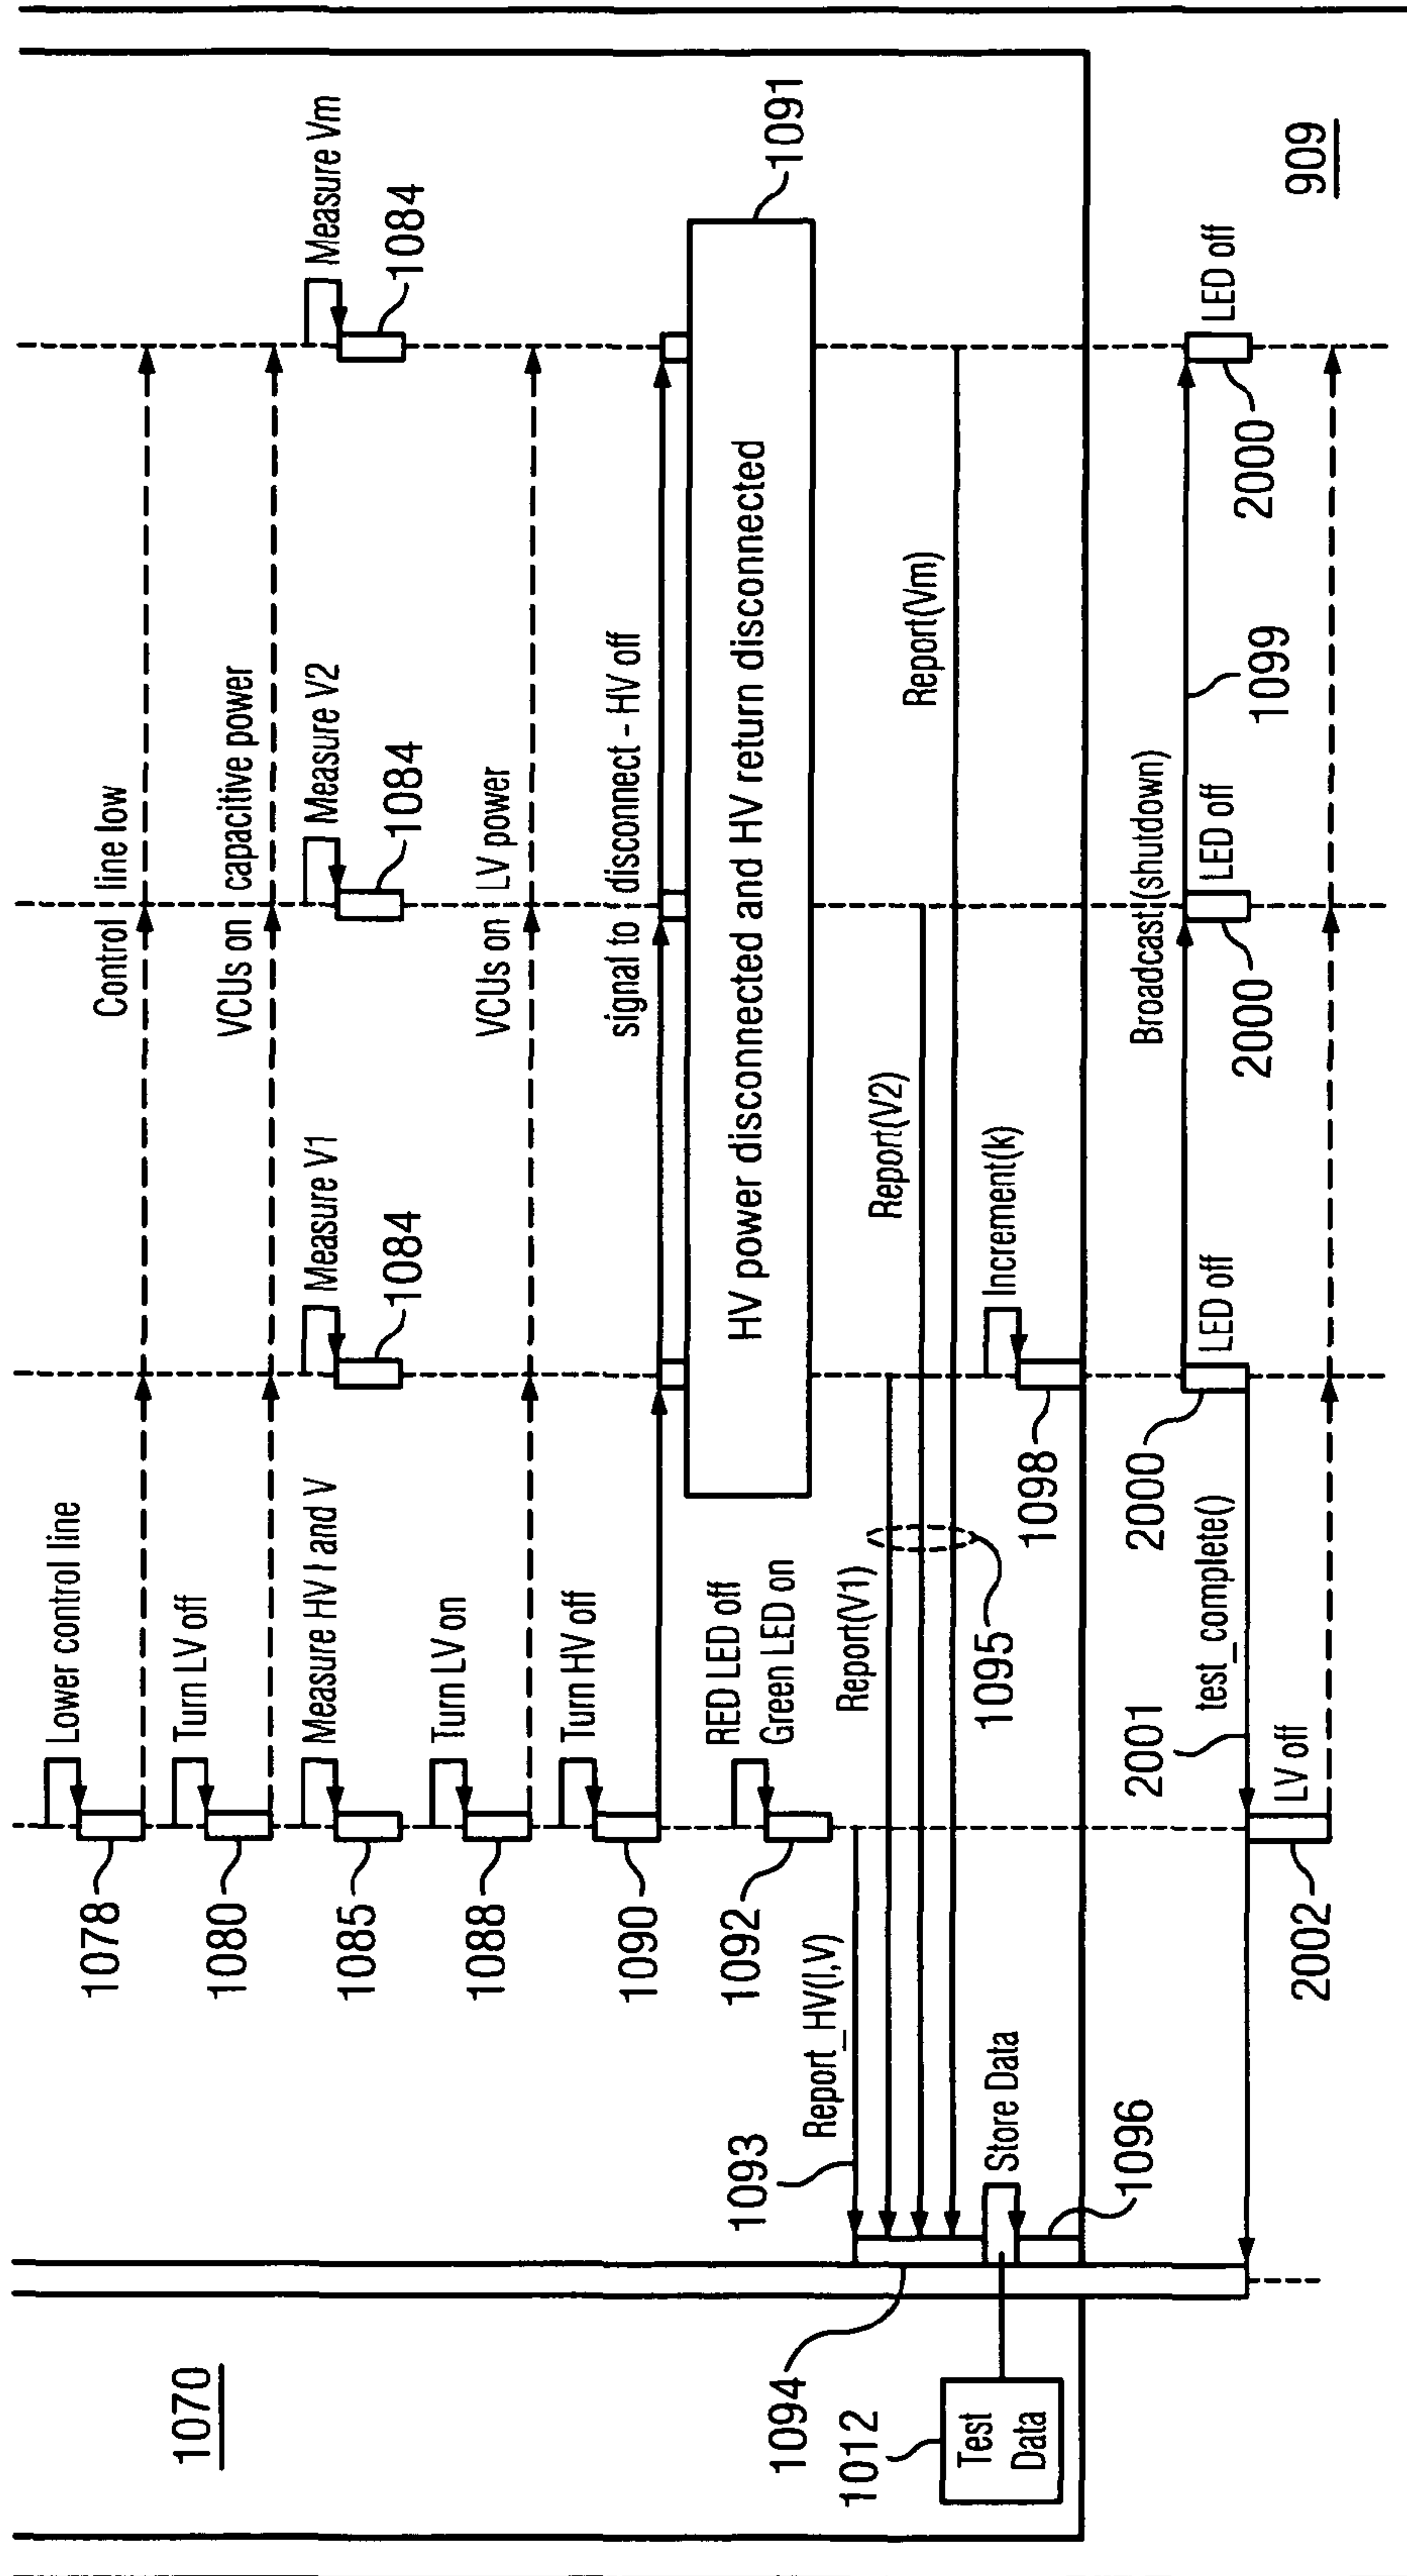 1070
Lower control line
1078
Control line low
Turn LV off
1080
VCUs on capacitive power
Measure HV I and V
1085
Measure V1
1084
Measure V2
1084
Measure Vm
1084
Turn LV on
1088
VCUs on LV power
Turn HV off
1090
signal to disconnect - HV off
HV power disconnected and HV return disconnected
1091
RED LED off
Green LED on
1092
Report_HV(I,V)
1093
Report(V1)
Report(V2)
Report(Vm)
1094
1095
1012
Test
Data
Store Data
1096
Increment(k)
1098
Broadcast(shutdown)
1099
LED off
2000
LED off
2000
LED off
2000
test_complete()
2001
LV off
2002
909